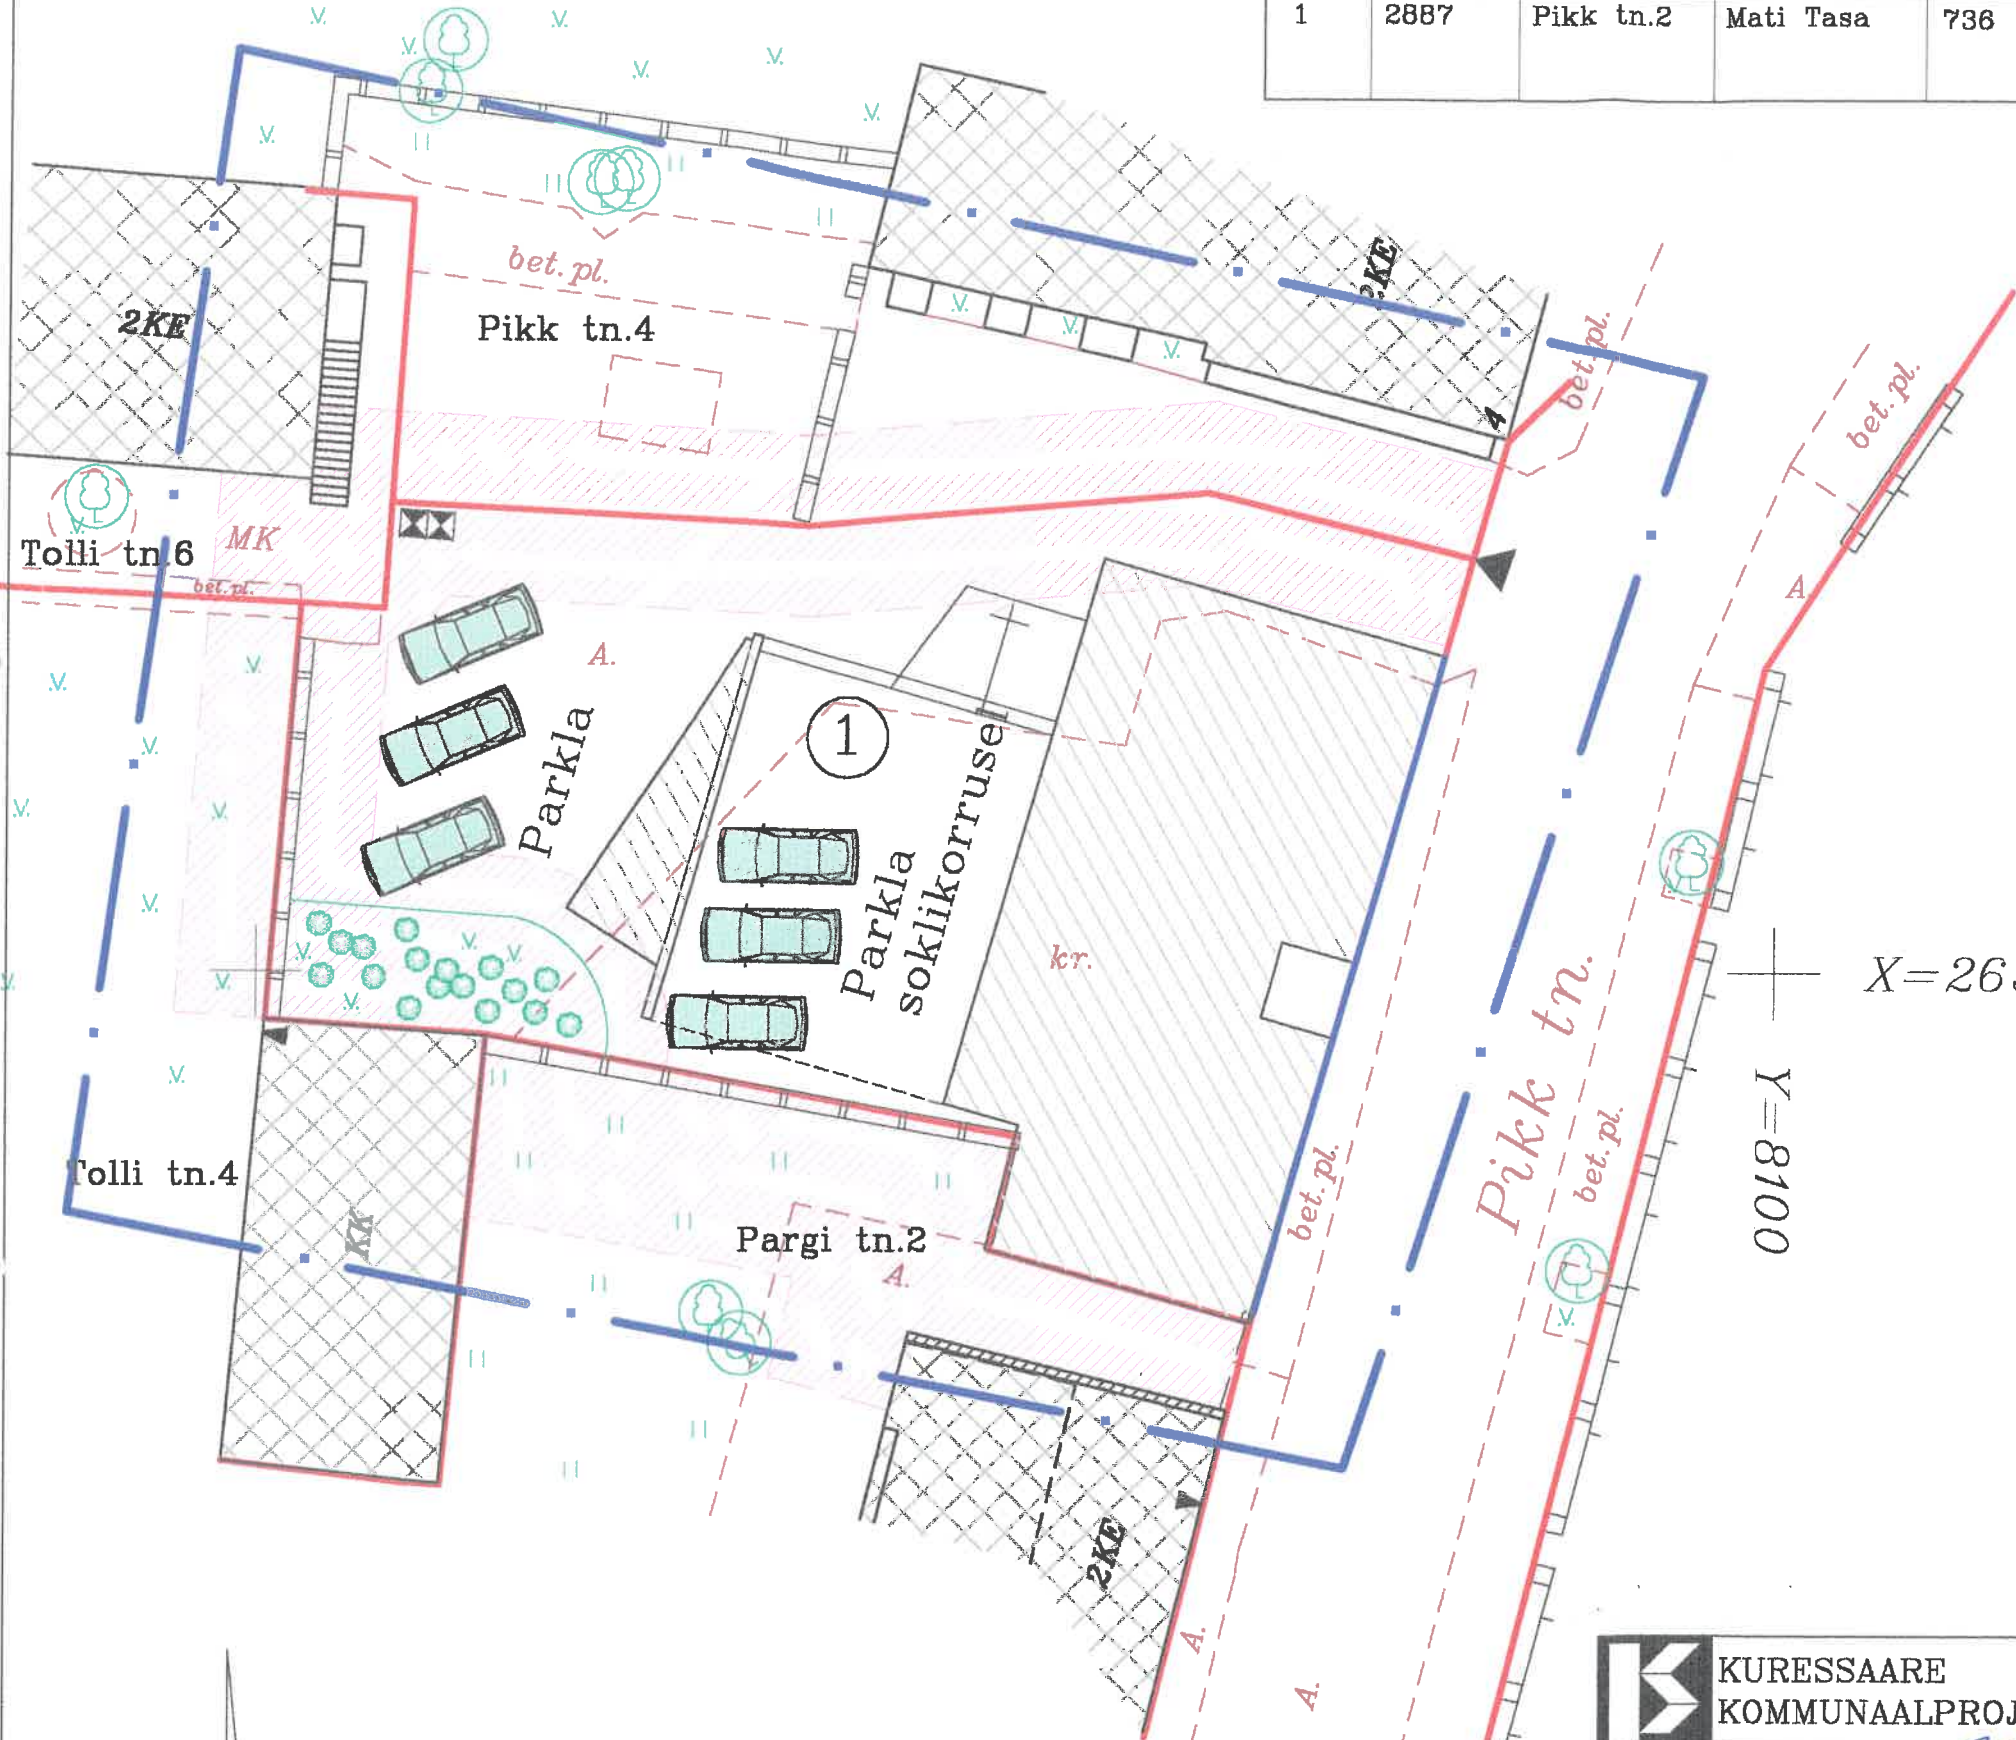 1 2887 Pikk tn.2 Mati Tasa 736
2KE
bet. pl.
Pikk tn.4
2KE
4
bet. pl.
bet. pl.
Tolli tn.6
MK
bet. pl.
A.
A.
Parkla
1
Parkla
soklikorruse
kr.
Pikk tn.
bet. pl.
bet. pl.
X=26
Y=8100
Tolli tn.4
KK
Pargi tn.2
A.
2KE
A.
A.
KURESSAARE
KOMMUNAALPROJ